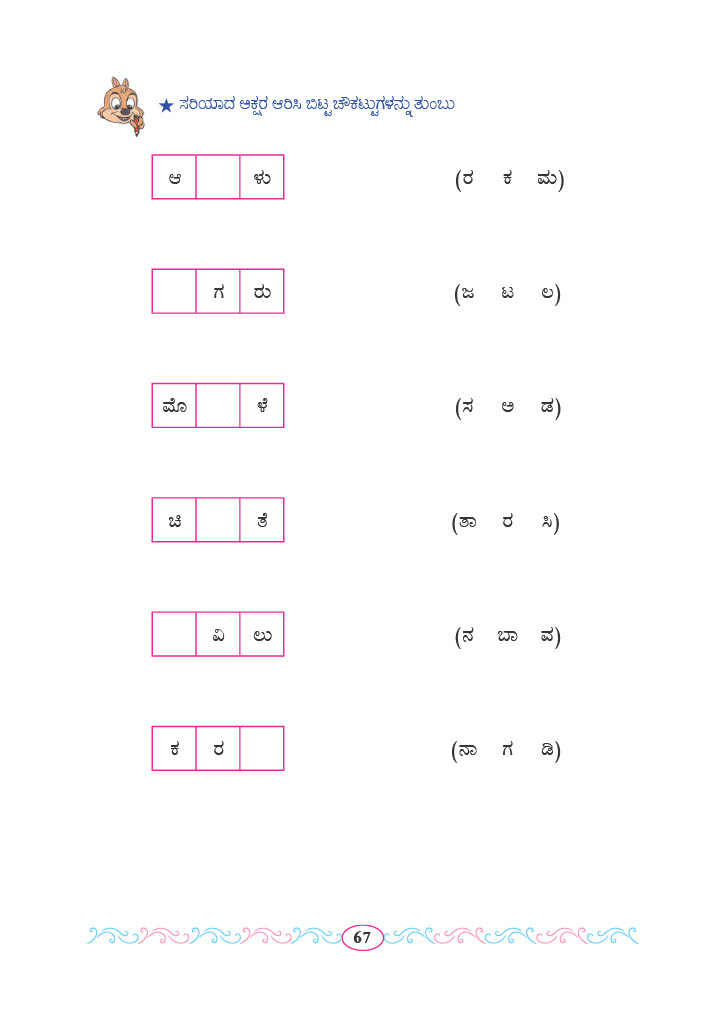 ★ ಸರಿಯಾದ ಅಕ್ಷರ ಆರಿಸಿ ಬಿಟ್ಟ ಚೌಕಟ್ಟುಗಳನ್ನು ತುಂಬು
ಆ ಳು (ರ ಕ ಮ)
ಗ ರು (ಜ ಟ ಲ)
ಮೊ ಳೆ (ಸ ಅ ಡ)
ಚಿ ತೆ (ತಾ ರ ಸಿ)
ವಿ ಲು (ನ ಬಾ ವ)
ಕ ರ (ನಾ ಗ ಡಿ)
67